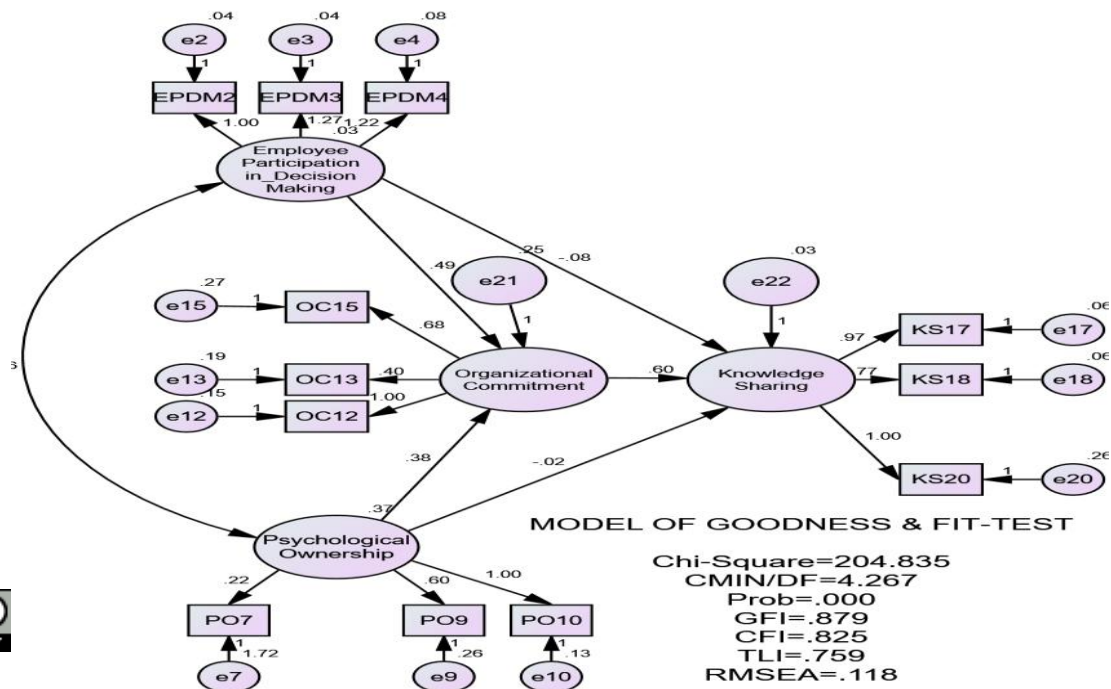 .04 .04 .08
e2 e3 e4
1 1 1
EPDM2 EPDM3 EPDM4
1.00 1.27 1.22
.03
Employee
Participation
in_Decision
Making
.25 -.08 .03
.49 e21 e22
.27
e15 1 OC15 1 1 .06
.68 .97 KS17 1 e17
.19 .06
e13 1 OC13 .40 Organizational .60 Knowledge .77 KS18 1 e18
.15 Commitment Sharing
e12 1 OC12 1.00
1.00 .26
.38 -.02 KS20 1 e20
.37
Psychological
Ownership
.22 .60 1.00
PO7 PO9 PO10
1 1 1
1.72 .26 .13
e7 e9 e10
MODEL OF GOODNESS & FIT-TEST
Chi-Square=204.835
CMIN/DF=4.267
Prob=.000
GFI=.879
CFI=.825
TLI=.759
RMSEA=.118